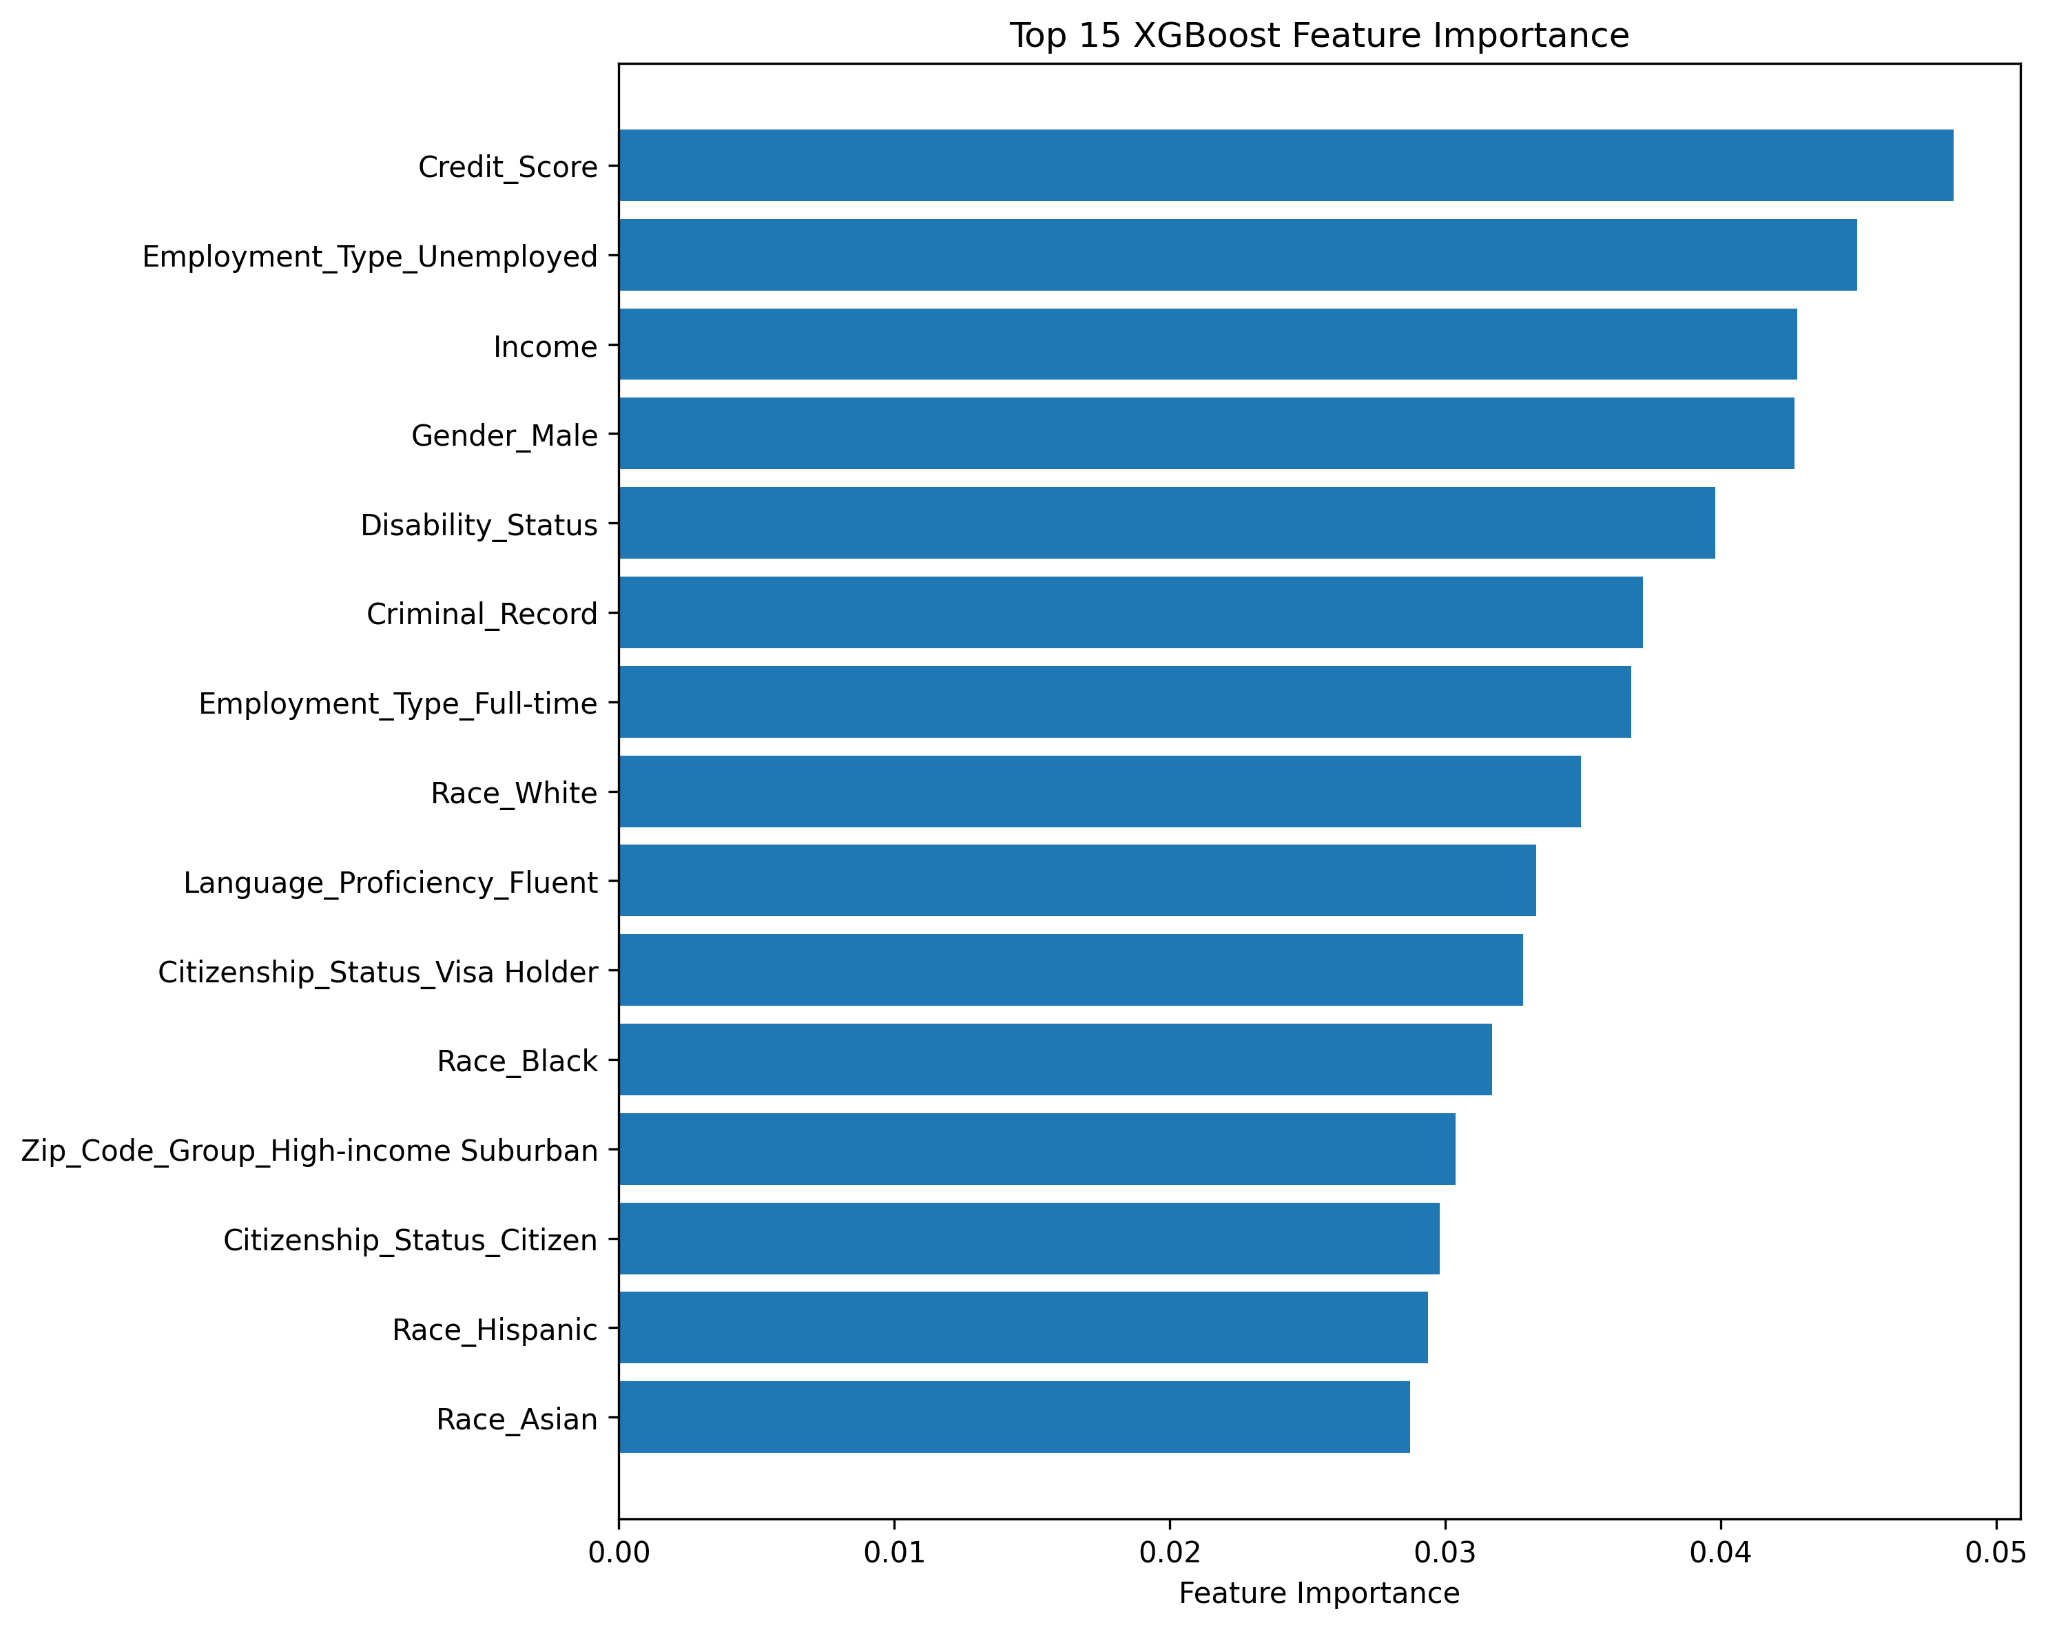 Top 15 XGBoost Feature Importance
Credit_Score
Employment_Type_Unemployed
Income
Gender_Male
Disability_Status
Criminal_Record
Employment_Type_Full-time
Race_White
Language_Proficiency_Fluent
Citizenship_Status_Visa Holder
Race_Black
Zip_Code_Group_High-income Suburban
Citizenship_Status_Citizen
Race_Hispanic
Race_Asian
0.00 0.01 0.02 0.03 0.04 0.05
Feature Importance